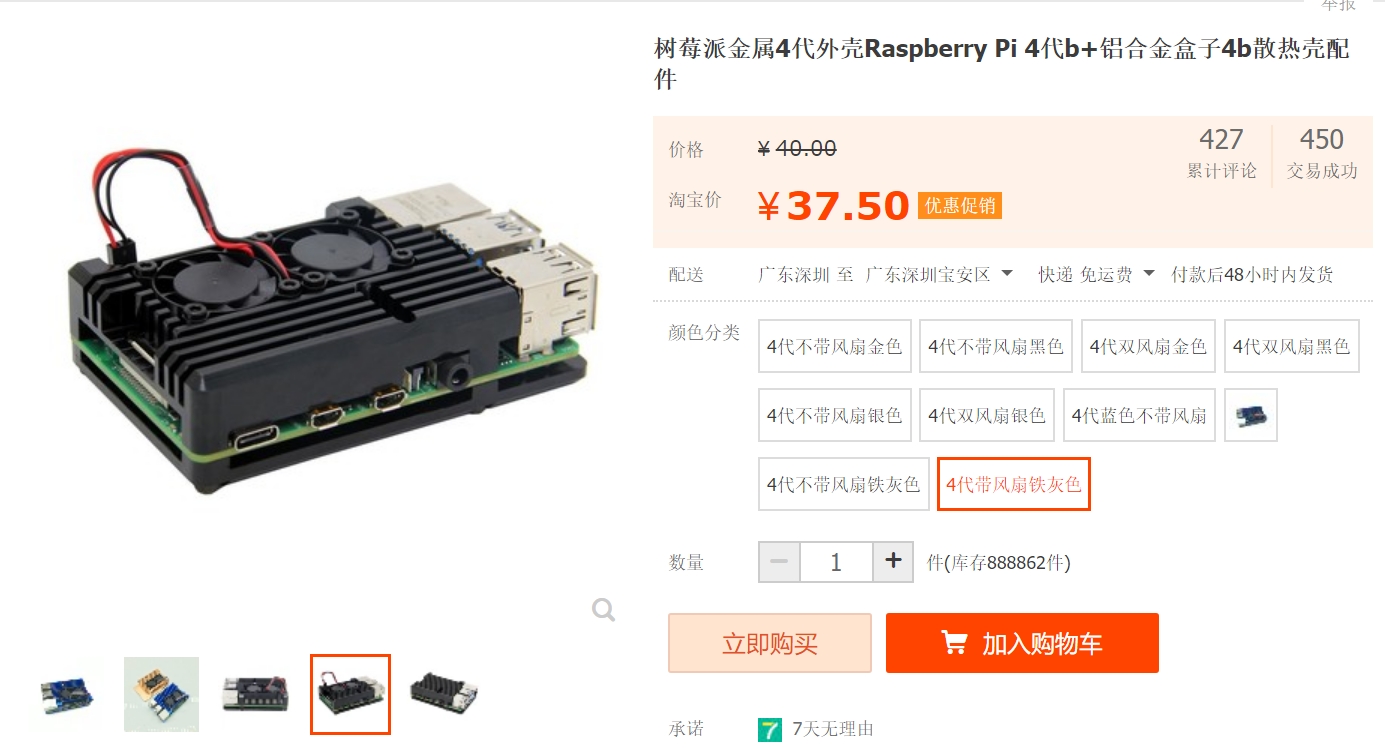 举报
树莓派金属4代外壳Raspberry Pi 4代b+铝合金盒子4b散热壳配
件
价格 ¥ 40.00
427 450
累计评论 交易成功
淘宝价 ¥ 37.50 优惠促销
配送 广东深圳 至 广东深圳宝安区 快递 免运费 付款后48小时内发货
颜色分类 4代不带风扇金色 4代不带风扇黑色 4代双风扇金色 4代双风扇黑色
4代不带风扇银色 4代双风扇银色 4代蓝色不带风扇
4代不带风扇铁灰色 4代带风扇铁灰色
数量 − 1 + 件(库存888862件)
立即购买 加入购物车
承诺 7 7天无理由